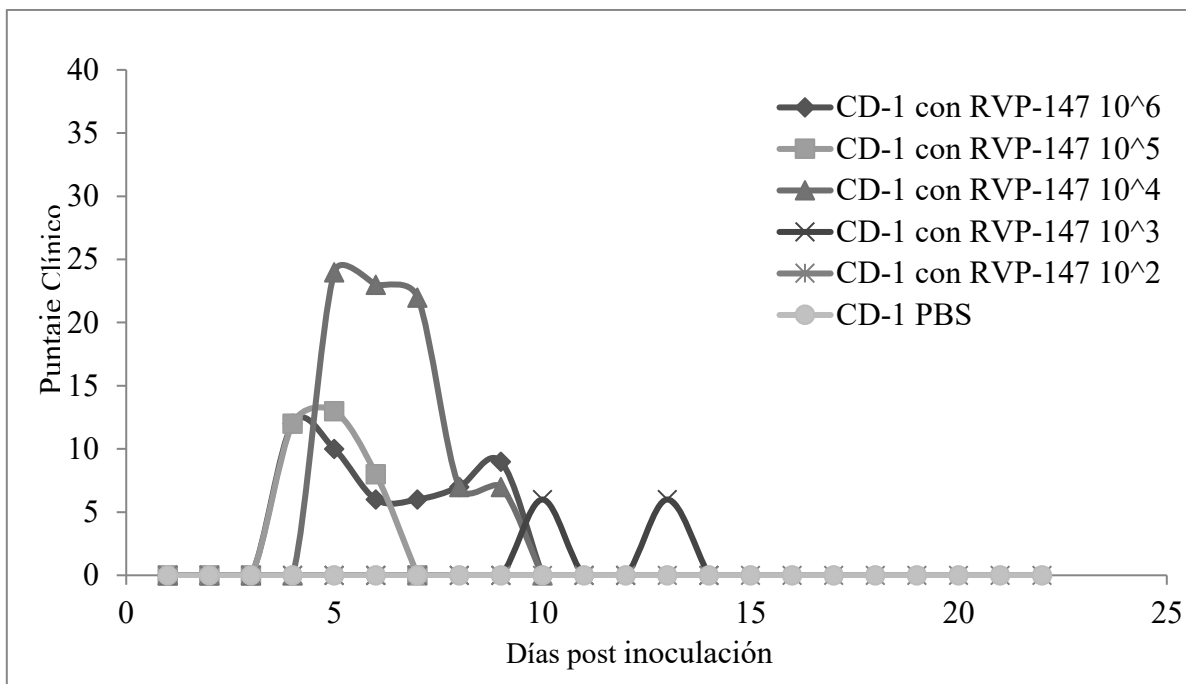 40
35
30
25
20
15
10
5
0
Puntaie Clínico
CD-1 con RVP-147 10^6
CD-1 con RVP-147 10^5
CD-1 con RVP-147 10^4
CD-1 con RVP-147 10^3
CD-1 con RVP-147 10^2
CD-1 PBS
0 5 10 15 20 25
Días post inoculación